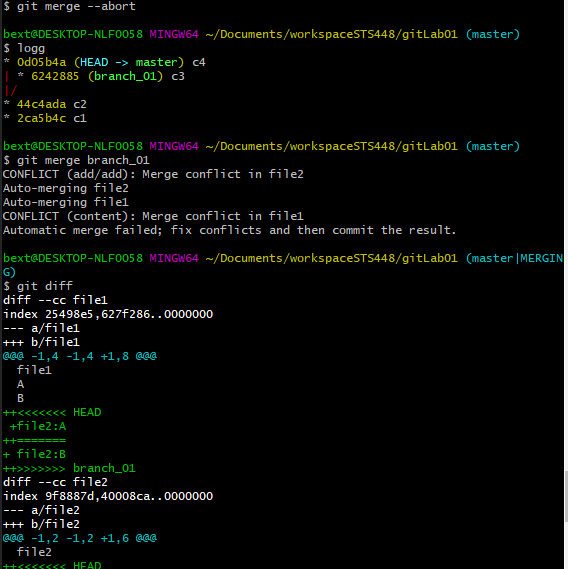 $ git merge --abort
bext@DESKTOP-NLF0058 MINGW64 ~/Documents/workspaceSTS448/gitLab01 (master)
$ logg
* 0d05b4a (HEAD -> master) c4
| * 6242885 (branch_01) c3
|/
* 44c4ada c2
* 2ca5b4c c1
bext@DESKTOP-NLF0058 MINGW64 ~/Documents/workspaceSTS448/gitLab01 (master)
$ git merge branch_01
CONFLICT (add/add): Merge conflict in file2
Auto-merging file2
Auto-merging file1
CONFLICT (content): Merge conflict in file1
Automatic merge failed; fix conflicts and then commit the result.
bext@DESKTOP-NLF0058 MINGW64 ~/Documents/workspaceSTS448/gitLab01 (master|MERGIN
G)
$ git diff
diff --cc file1
index 25498e5,627f286..0000000
--- a/file1
+++ b/file1
@@@ -1,4 -1,4 +1,8 @@@
  file1
  A
  B
++<<<<<<< HEAD
 +file2:A
++=======
+ file2:B
++>>>>>>> branch_01
diff --cc file2
index 9f8887d,40008ca..0000000
--- a/file2
+++ b/file2
@@@ -1,2 -1,2 +1,6 @@@
  file2
++<<<<<<< HEAD